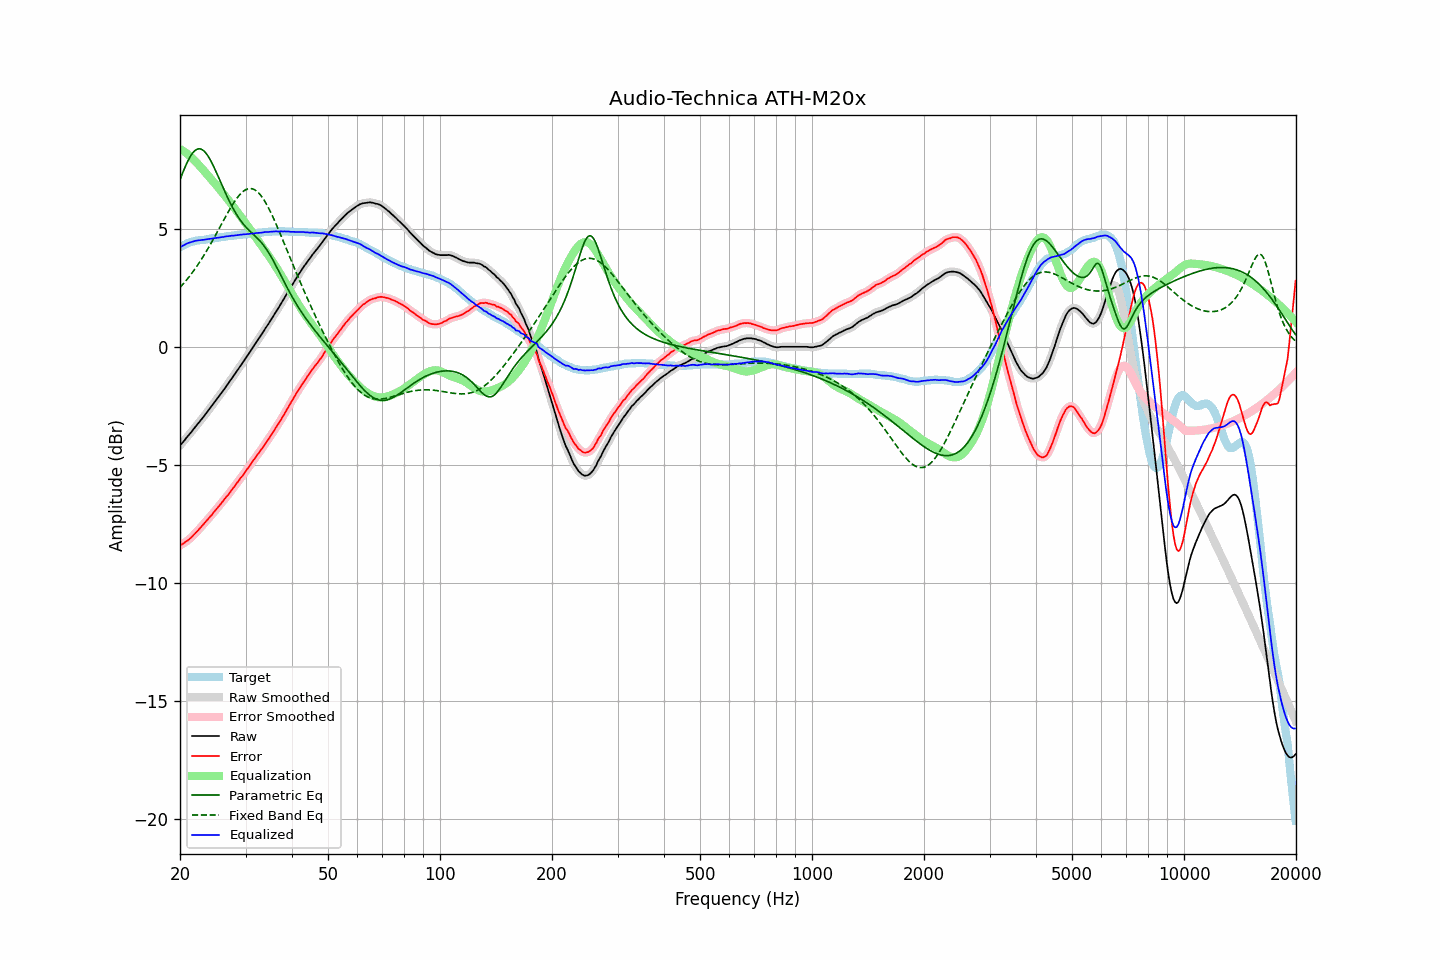 Audio-Technica ATH-M20x
Amplitude (dBr)
5
0
−5
−10
−15
−20
Target
Raw Smoothed
Error Smoothed
Raw
Error
Equalization
Parametric Eq
Fixed Band Eq
Equalized
20 50 100 200 500 1000 2000 5000 10000 20000
Frequency (Hz)